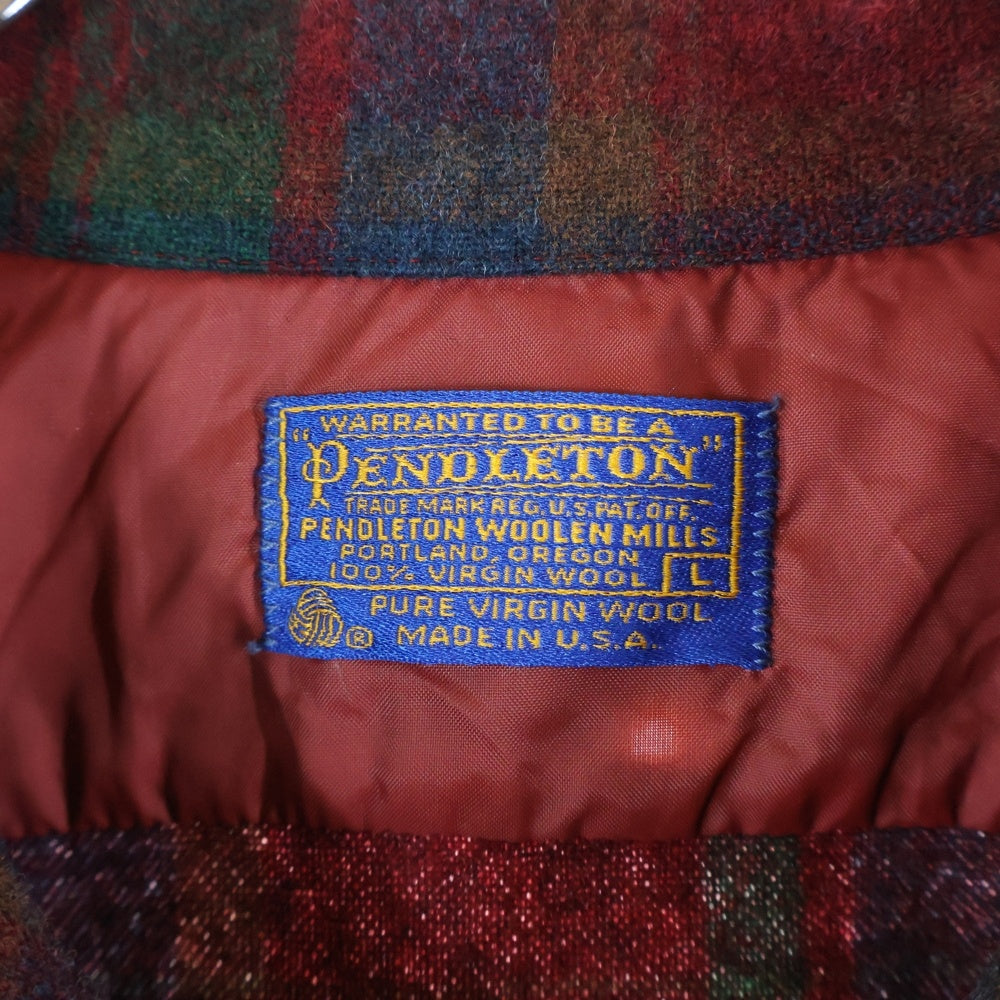 WARRANTED TO BE A
"PENDLETON"
TRADE MARK REG. U.S. PAT. OFF.
PENDLETON WOOLEN MILLS
PORTLAND, OREGON
100% VIRGIN WOOL L
PURE VIRGIN WOOL
® MADE IN U.S.A.